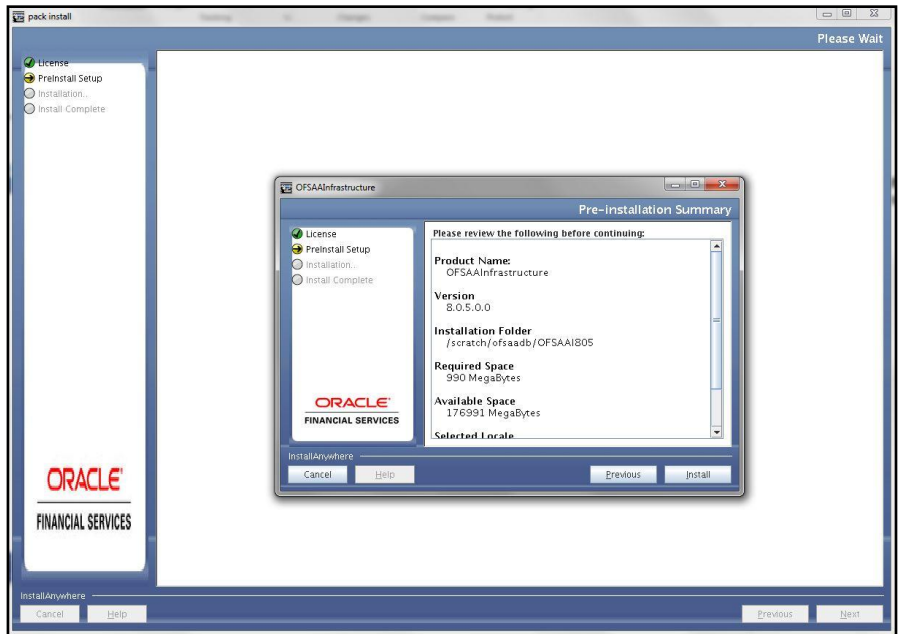 pack install
Please Wait
License
PreInstall Setup
Installation...
Install Complete
OFSAAInfrastructure
Pre-installation Summary
License
PreInstall Setup
Installation...
Install Complete
Please review the following before continuing:
Product Name:
OFSAAInfrastructure
Version
8.0.5.0.0
Installation Folder
/scratch/ofsaadb/OFSAAI805
Required Space
990 MegaBytes
Available Space
176991 MegaBytes
Selected Locale
ORACLE'
FINANCIAL SERVICES
InstallAnywhere
Cancel Help Previous Install
ORACLE'
FINANCIAL SERVICES
InstallAnywhere
Cancel Help Previous Next